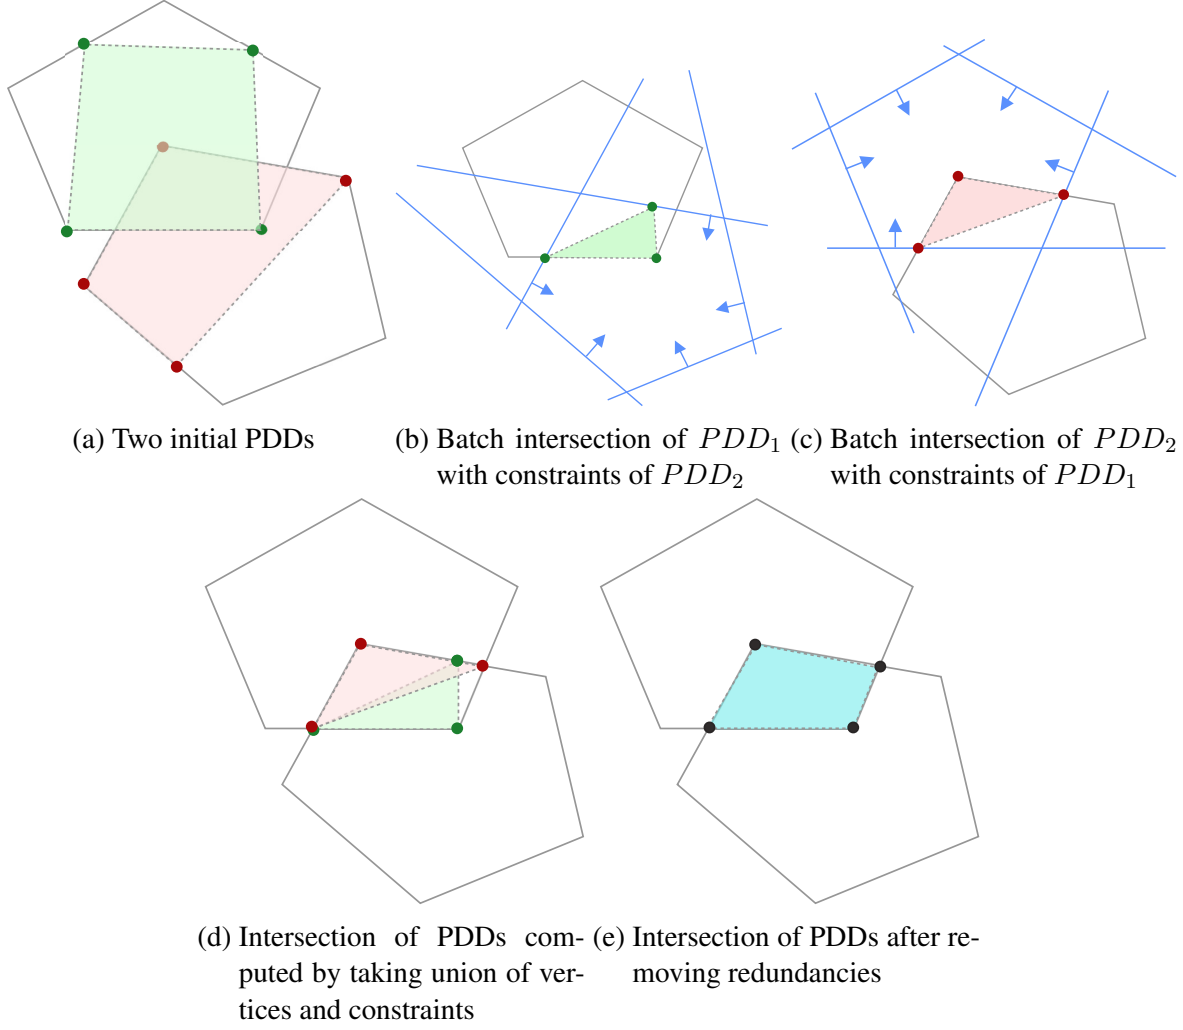 (a) Two initial PDDs
(b) Batch intersection of PDD₁
with constraints of PDD₂
(c) Batch intersection of PDD₂
with constraints of PDD₁
(d) Intersection of PDDs com-
puted by taking union of ver-
tices and constraints
(e) Intersection of PDDs after re-
moving redundancies